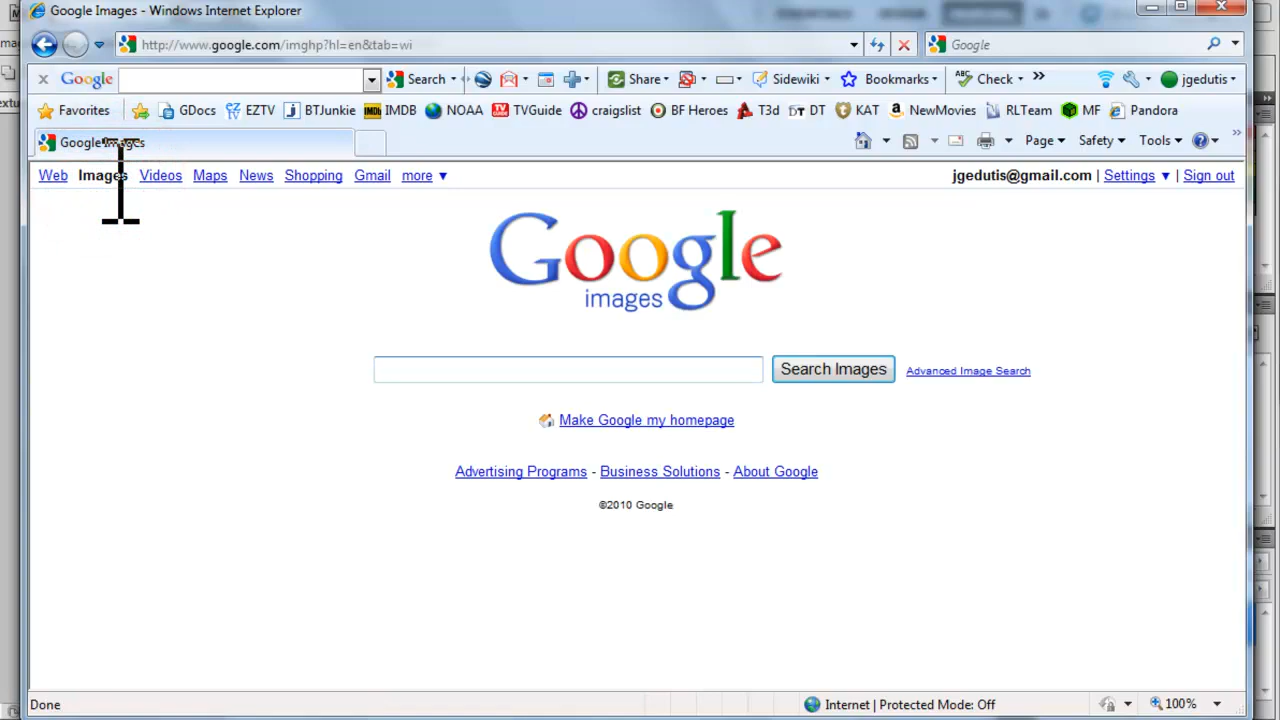 Google Images - Windows Internet Explorer
http://www.google.com/imghp?hl=en&tab=wi
Google
Google Search Share Sidewiki Bookmarks Check jgedutis
Favorites GDocs EZTV BTJunkie IMDB NOAA TVGuide craigslist BF Heroes T3d DT KAT NewMovies RLTeam MF Pandora
Google Images Page Safety Tools
Web Images Videos Maps News Shopping Gmail more
jgedutis@gmail.com | Settings | Sign out
Google
images
Search Images Advanced Image Search
Make Google my homepage
Advertising Programs - Business Solutions - About Google
©2010 Google
Done Internet | Protected Mode: Off 100%